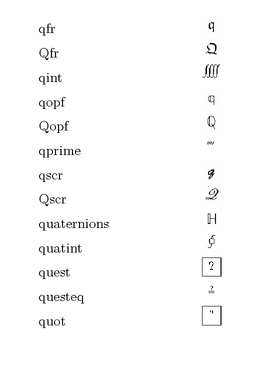 qfr 𝔮
Qfr 𝔔
qint ⨌
qopf 𝕢
Qopf ℚ
qprime ⁗
qscr 𝓆
Qscr 𝒬
quaternions ℍ
quatint ⨖
quest ?
questeq ≟
quot "